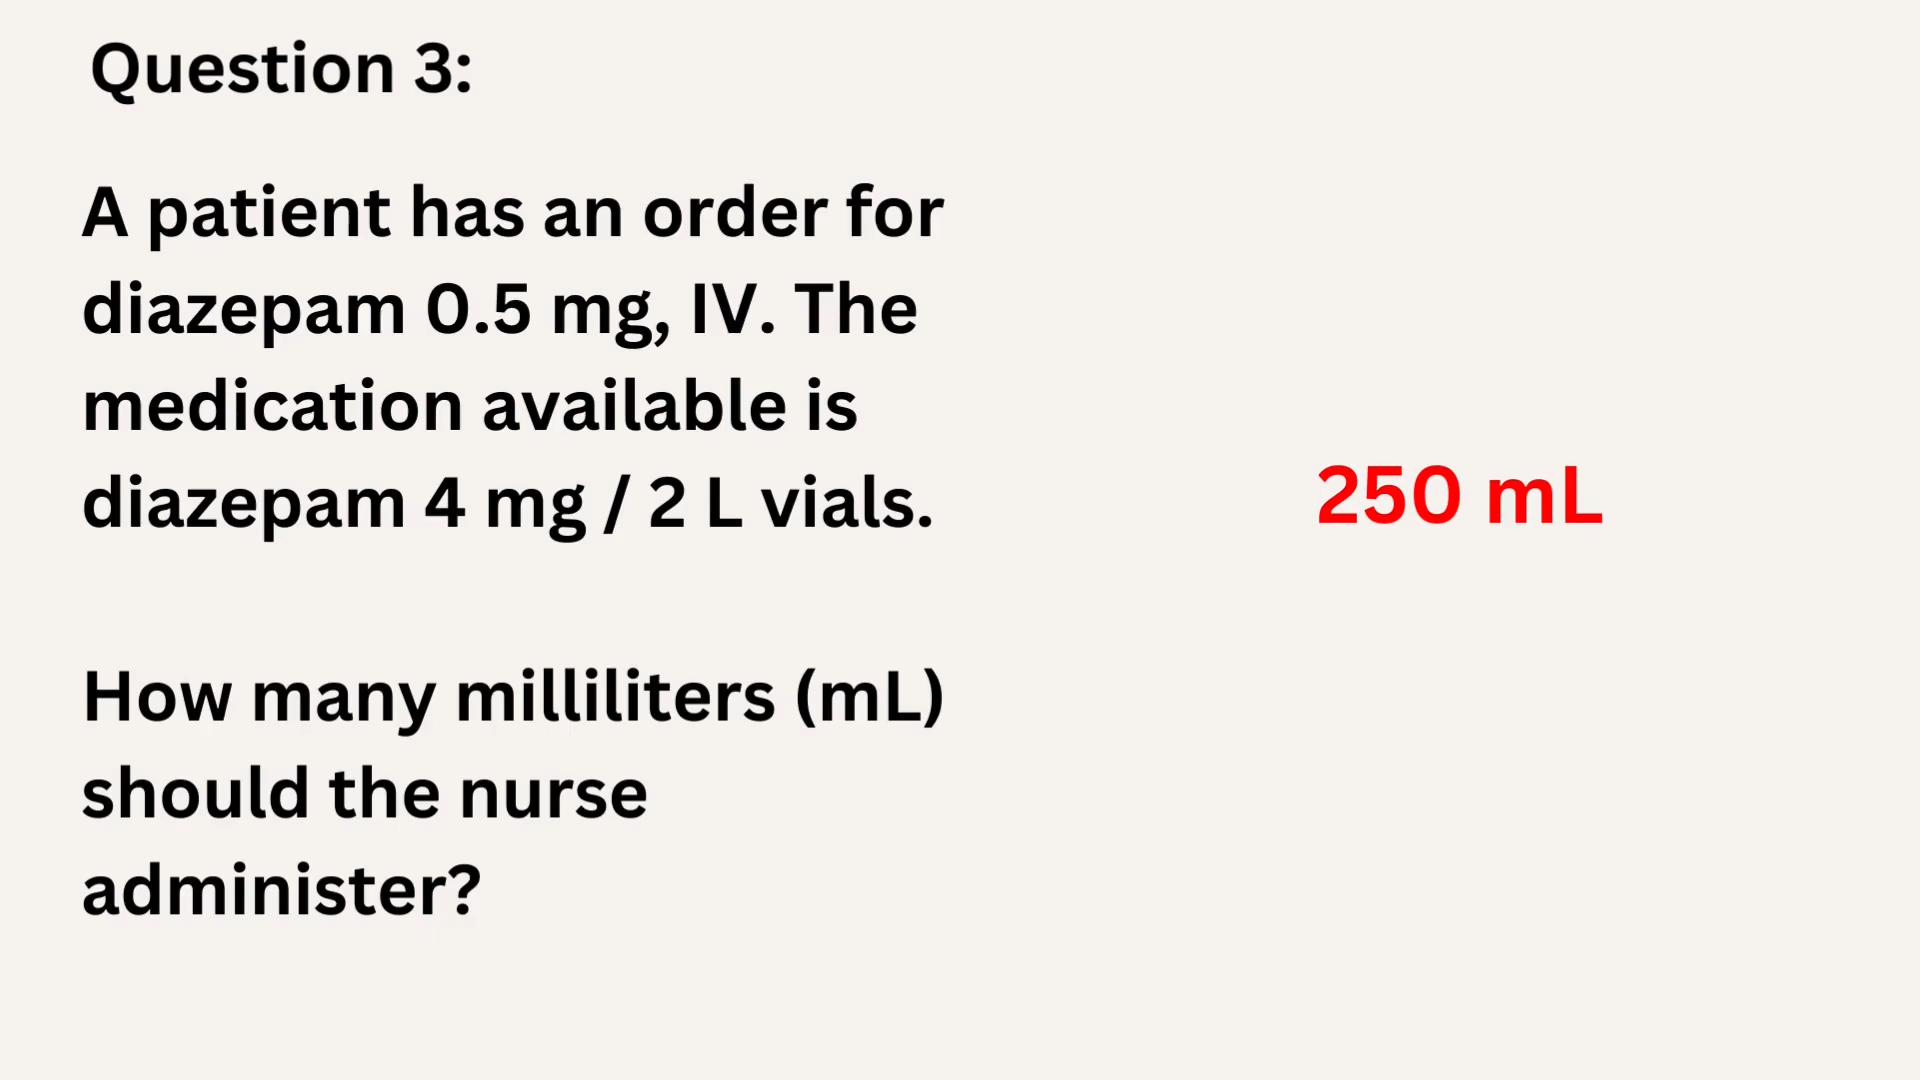 Question 3:
A patient has an order for
diazepam 0.5 mg, IV. The
medication available is
diazepam 4 mg / 2 L vials.
250 mL
How many milliliters (mL)
should the nurse
administer?